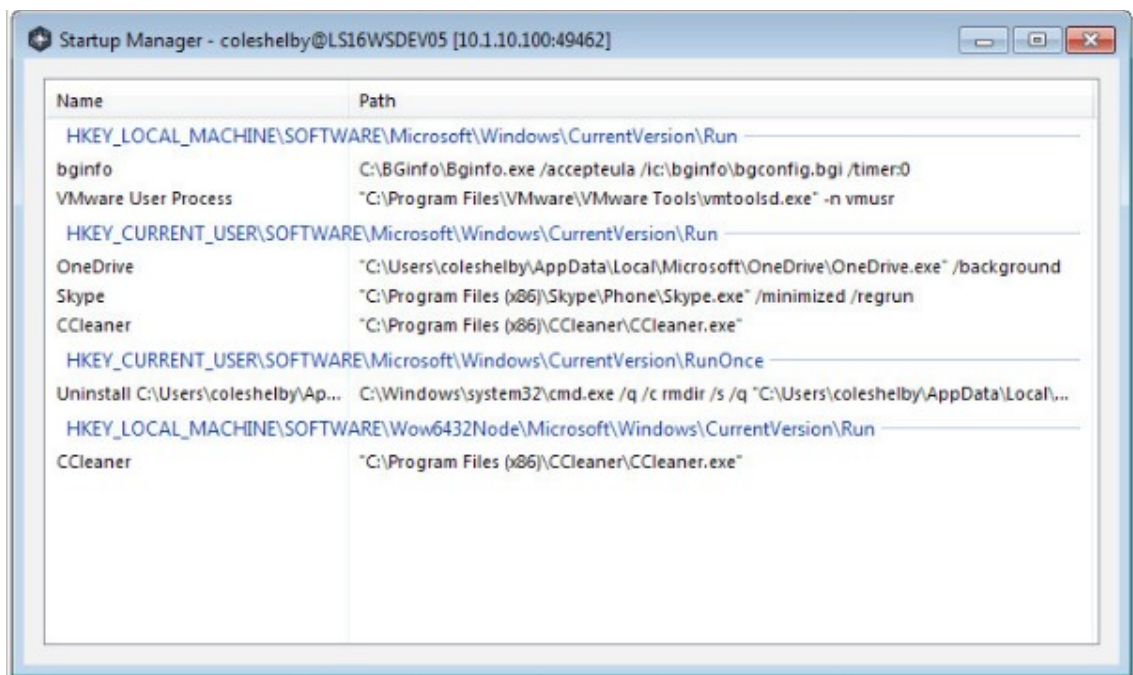 Startup Manager - coleshelby@LS16WSDEV05 [10.1.10.100:49462]
Name Path
HKEY_LOCAL_MACHINE\SOFTWARE\Microsoft\Windows\CurrentVersion\Run
bginfo C:\BGinfo\Bginfo.exe /accepteula /ic:\bginfo\bgconfig.bgi /timer:0
VMware User Process "C:\Program Files\VMware\VMware Tools\vmtoolsd.exe" -n vmusr
HKEY_CURRENT_USER\SOFTWARE\Microsoft\Windows\CurrentVersion\Run
OneDrive "C:\Users\coleshelby\AppData\Local\Microsoft\OneDrive\OneDrive.exe" /background
Skype "C:\Program Files (x86)\Skype\Phone\Skype.exe" /minimized /regrun
CCleaner "C:\Program Files (x86)\CCleaner\CCleaner.exe"
HKEY_CURRENT_USER\SOFTWARE\Microsoft\Windows\CurrentVersion\RunOnce
Uninstall C:\Users\coleshelby\Ap... C:\Windows\system32\cmd.exe /q /c rmdir /s /q "C:\Users\coleshelby\AppData\Local\...
HKEY_LOCAL_MACHINE\SOFTWARE\Wow6432Node\Microsoft\Windows\CurrentVersion\Run
CCleaner "C:\Program Files (x86)\CCleaner\CCleaner.exe"